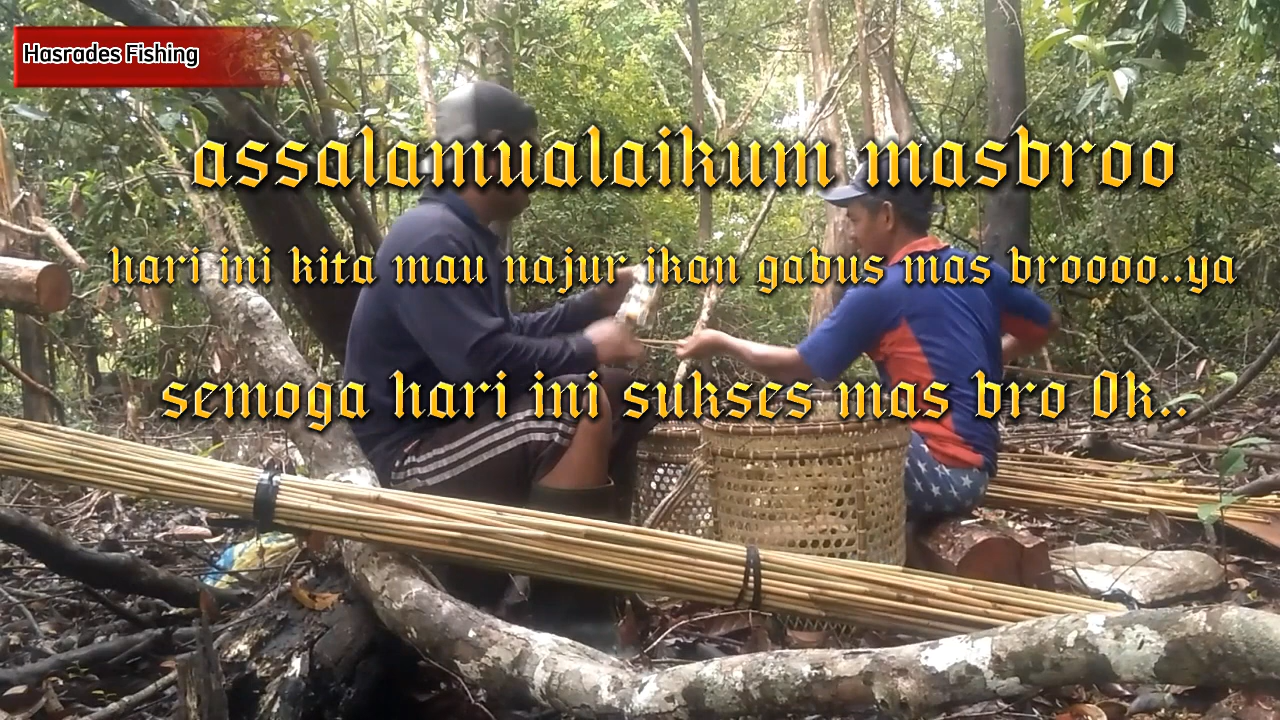 Hasrades Fishing
assalamualaikum masbroo
hari ini kita mau najur ikan gabus mas broooo..ya
semoga hari ini sukses mas bro Ok..